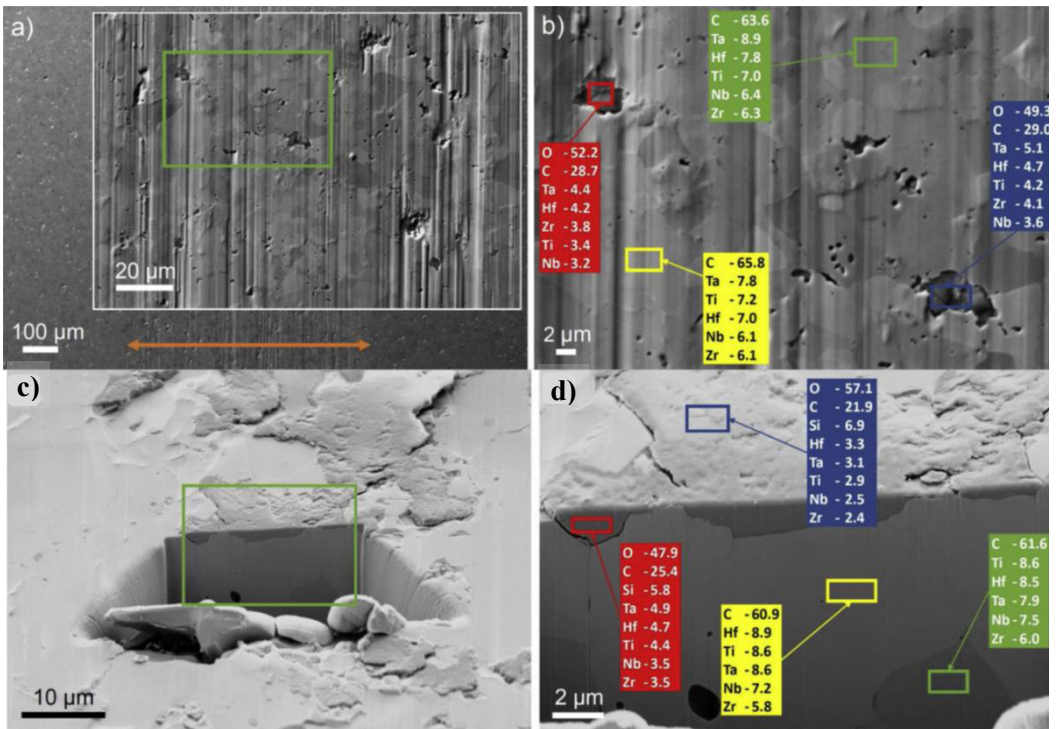 a)
20 µm
100 µm
b)
C - 63.6
Ta - 8.9
Hf - 7.8
Ti - 7.0
Nb - 6.4
Zr - 6.3
O - 49.3
C - 29.0
Ta - 5.1
Hf - 4.7
Ti - 4.2
Zr - 4.1
Nb - 3.6
O - 52.2
C - 28.7
Ta - 4.4
Hf - 4.2
Zr - 3.8
Ti - 3.4
Nb - 3.2
C - 65.8
Ta - 7.8
Ti - 7.2
Hf - 7.0
Nb - 6.1
Zr - 6.1
2 µm
c)
10 µm
d)
O - 57.1
C - 21.9
Si - 6.9
Hf - 3.3
Ta - 3.1
Ti - 2.9
Nb - 2.5
Zr - 2.4
O - 47.9
C - 25.4
Si - 5.8
Ta - 4.9
Hf - 4.7
Ti - 4.4
Nb - 3.5
Zr - 3.5
C - 60.9
Hf - 8.9
Ti - 8.6
Ta - 8.6
Nb - 7.2
Zr - 5.8
C - 61.6
Ti - 8.6
Hf - 8.5
Ta - 7.9
Nb - 7.5
Zr - 6.0
2 µm